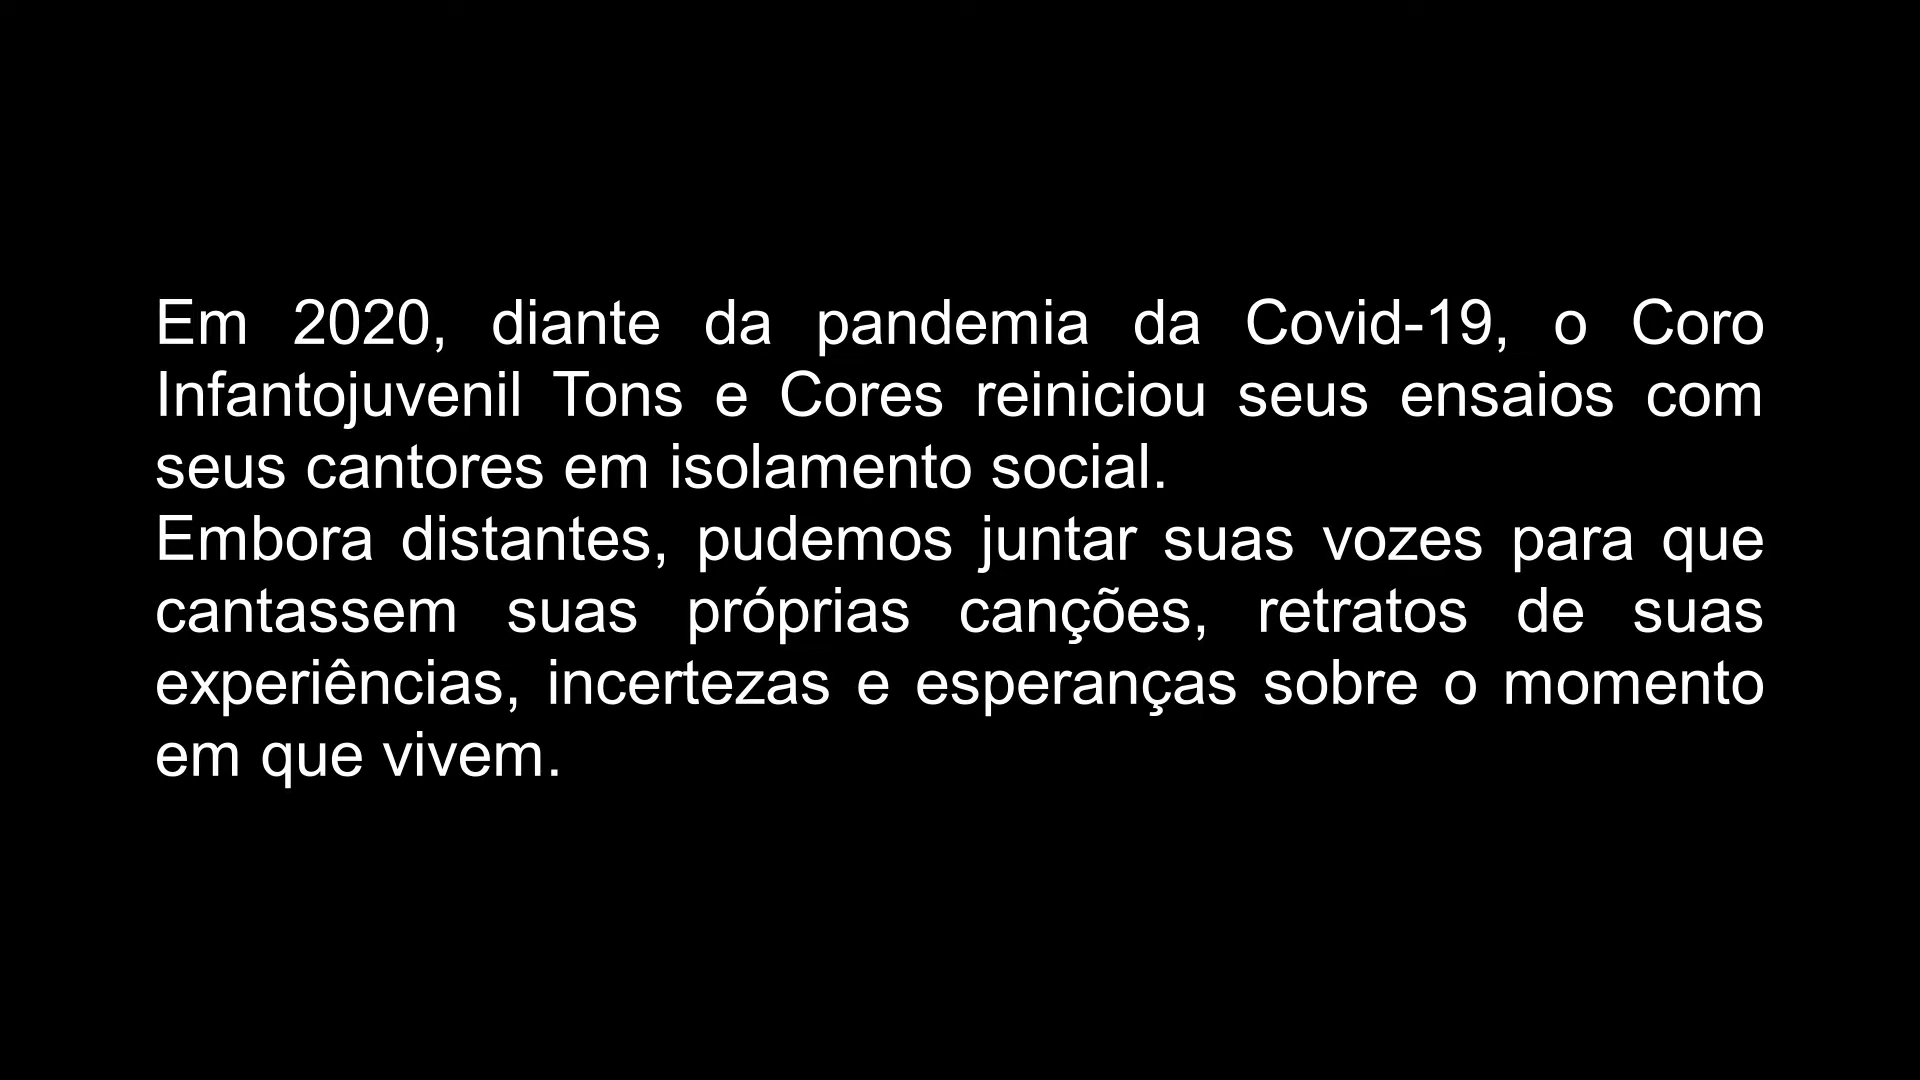 Em 2020, diante da pandemia da Covid-19, o Coro
Infantojuvenil Tons e Cores reiniciou seus ensaios com
seus cantores em isolamento social.
Embora distantes, pudemos juntar suas vozes para que
cantassem suas próprias canções, retratos de suas
experiências, incertezas e esperanças sobre o momento
em que vivem.